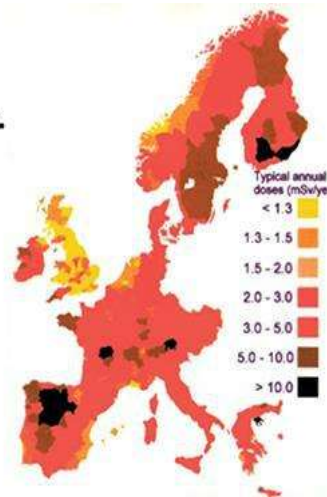 Typical annual
doses (mSv/ye
< 1.3
1.3 - 1.5
1.5 - 2.0
2.0 - 3.0
3.0 - 5.0
5.0 - 10.0
> 10.0